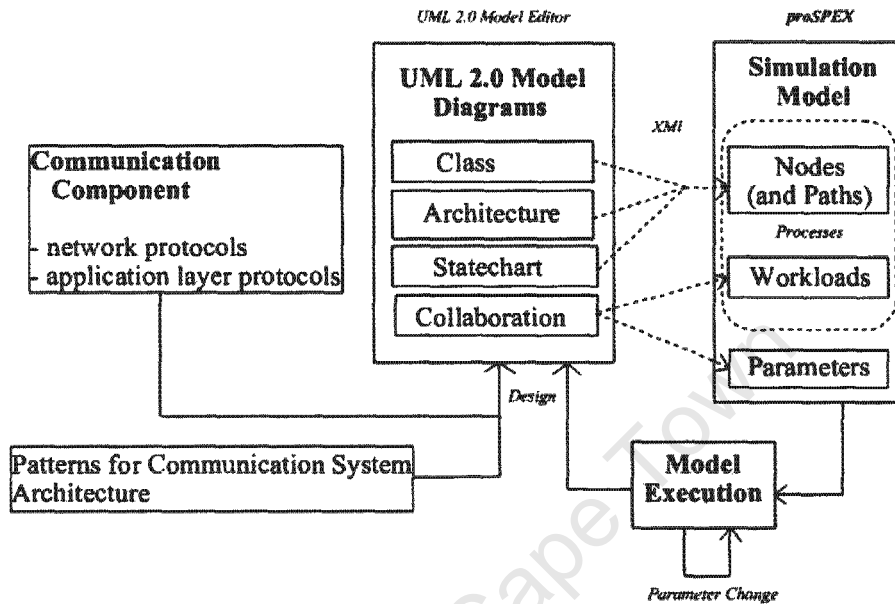 UML 2.0 Model Editor
proSPEX
UML 2.0 Model
Diagrams
Class
Architecture
Statechart
Collaboration
XMI
Simulation
Model
Nodes
(and Paths)
Processes
Workloads
Parameters
Communication
Component
- network protocols
- application layer protocols
Design
Patterns for Communication System
Architecture
Model
Execution
Parameter Change
Cape Town